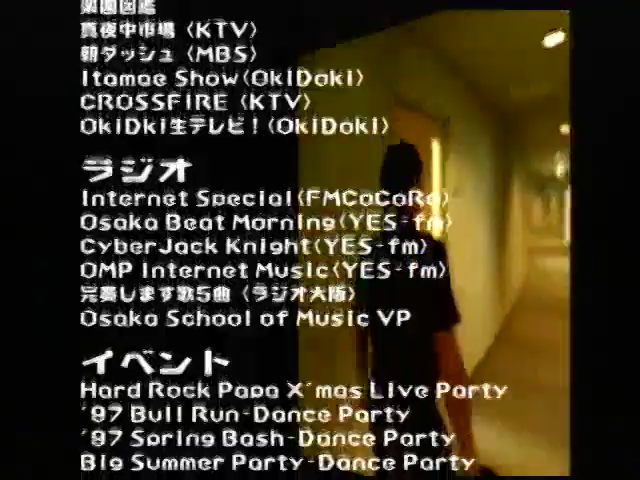 楽園図鑑
真夜中市場〈KTV〉
朝ダッシュ〈MBS〉
Itamae Show〈OkiDoki〉
CROSSFIRE〈KTV〉
OkiDki生テレビ！〈OkiDoki〉
ラジオ
Internet Special〈FMCoCoRo〉
Osaka Beat Morning〈YES-fm〉
CyberJack Knight〈YES-fm〉
OMP Internet Music〈YES-fm〉
完奏します歌5曲〈ラジオ大阪〉
Osaka School of Music VP
イベント
Hard Rock Papa X'mas Live Party
'97 Bull Run-Dance Party
'97 Spring Bash-Dance Party
Big Summer Party-Dance Party